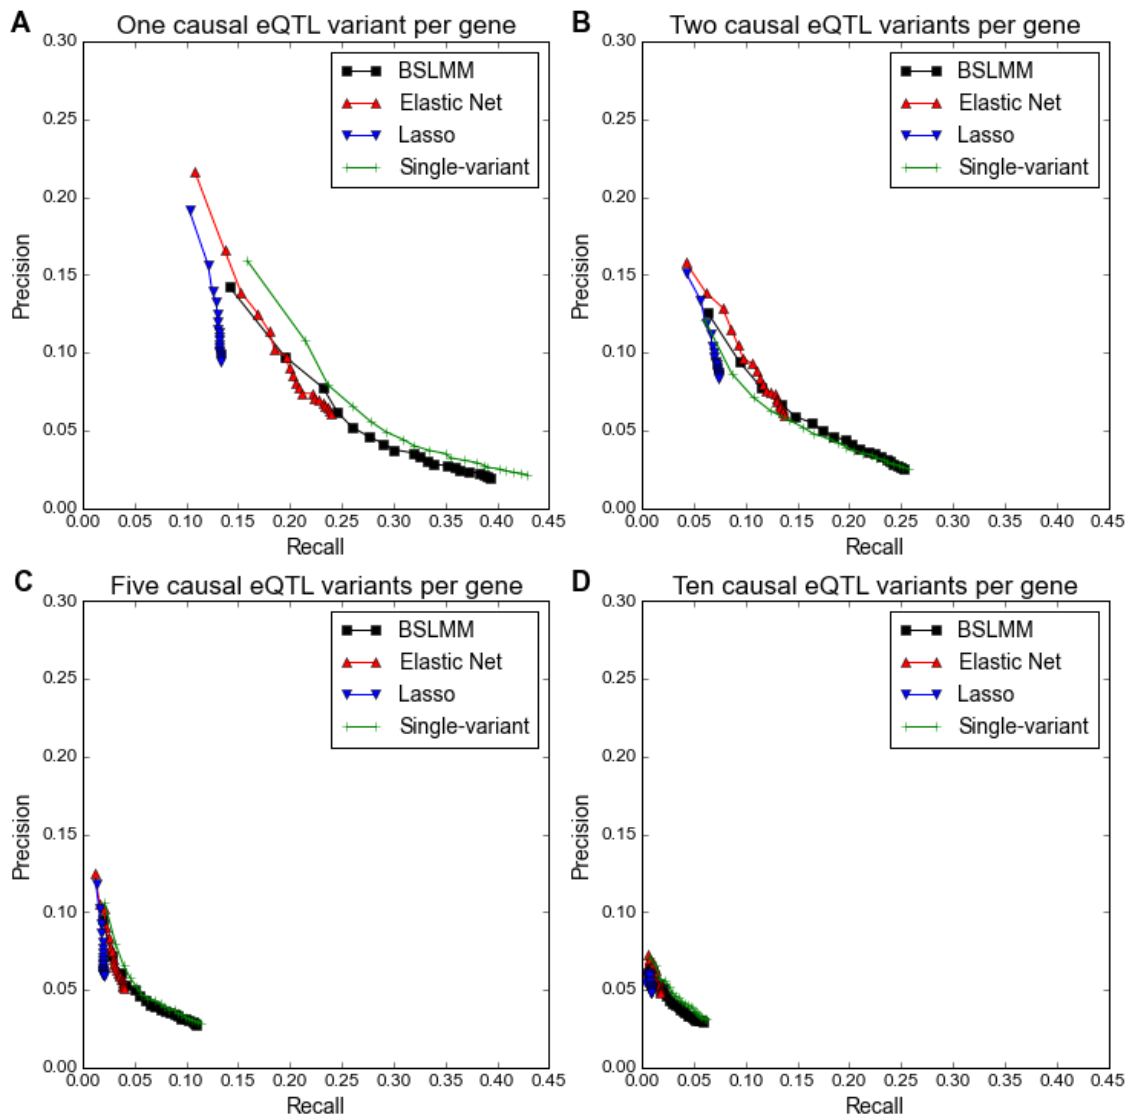 A One causal eQTL variant per gene
0.30
0.25
0.20
0.15
0.10
0.05
0.00
Precision
BSLMM
Elastic Net
Lasso
Single-variant
0.00 0.05 0.10 0.15 0.20 0.25 0.30 0.35 0.40 0.45
Recall
B Two causal eQTL variants per gene
0.30
0.25
0.20
0.15
0.10
0.05
0.00
Precision
BSLMM
Elastic Net
Lasso
Single-variant
0.00 0.05 0.10 0.15 0.20 0.25 0.30 0.35 0.40 0.45
Recall
C Five causal eQTL variants per gene
0.30
0.25
0.20
0.15
0.10
0.05
0.00
Precision
BSLMM
Elastic Net
Lasso
Single-variant
0.00 0.05 0.10 0.15 0.20 0.25 0.30 0.35 0.40 0.45
Recall
D Ten causal eQTL variants per gene
0.30
0.25
0.20
0.15
0.10
0.05
0.00
Precision
BSLMM
Elastic Net
Lasso
Single-variant
0.00 0.05 0.10 0.15 0.20 0.25 0.30 0.35 0.40 0.45
Recall